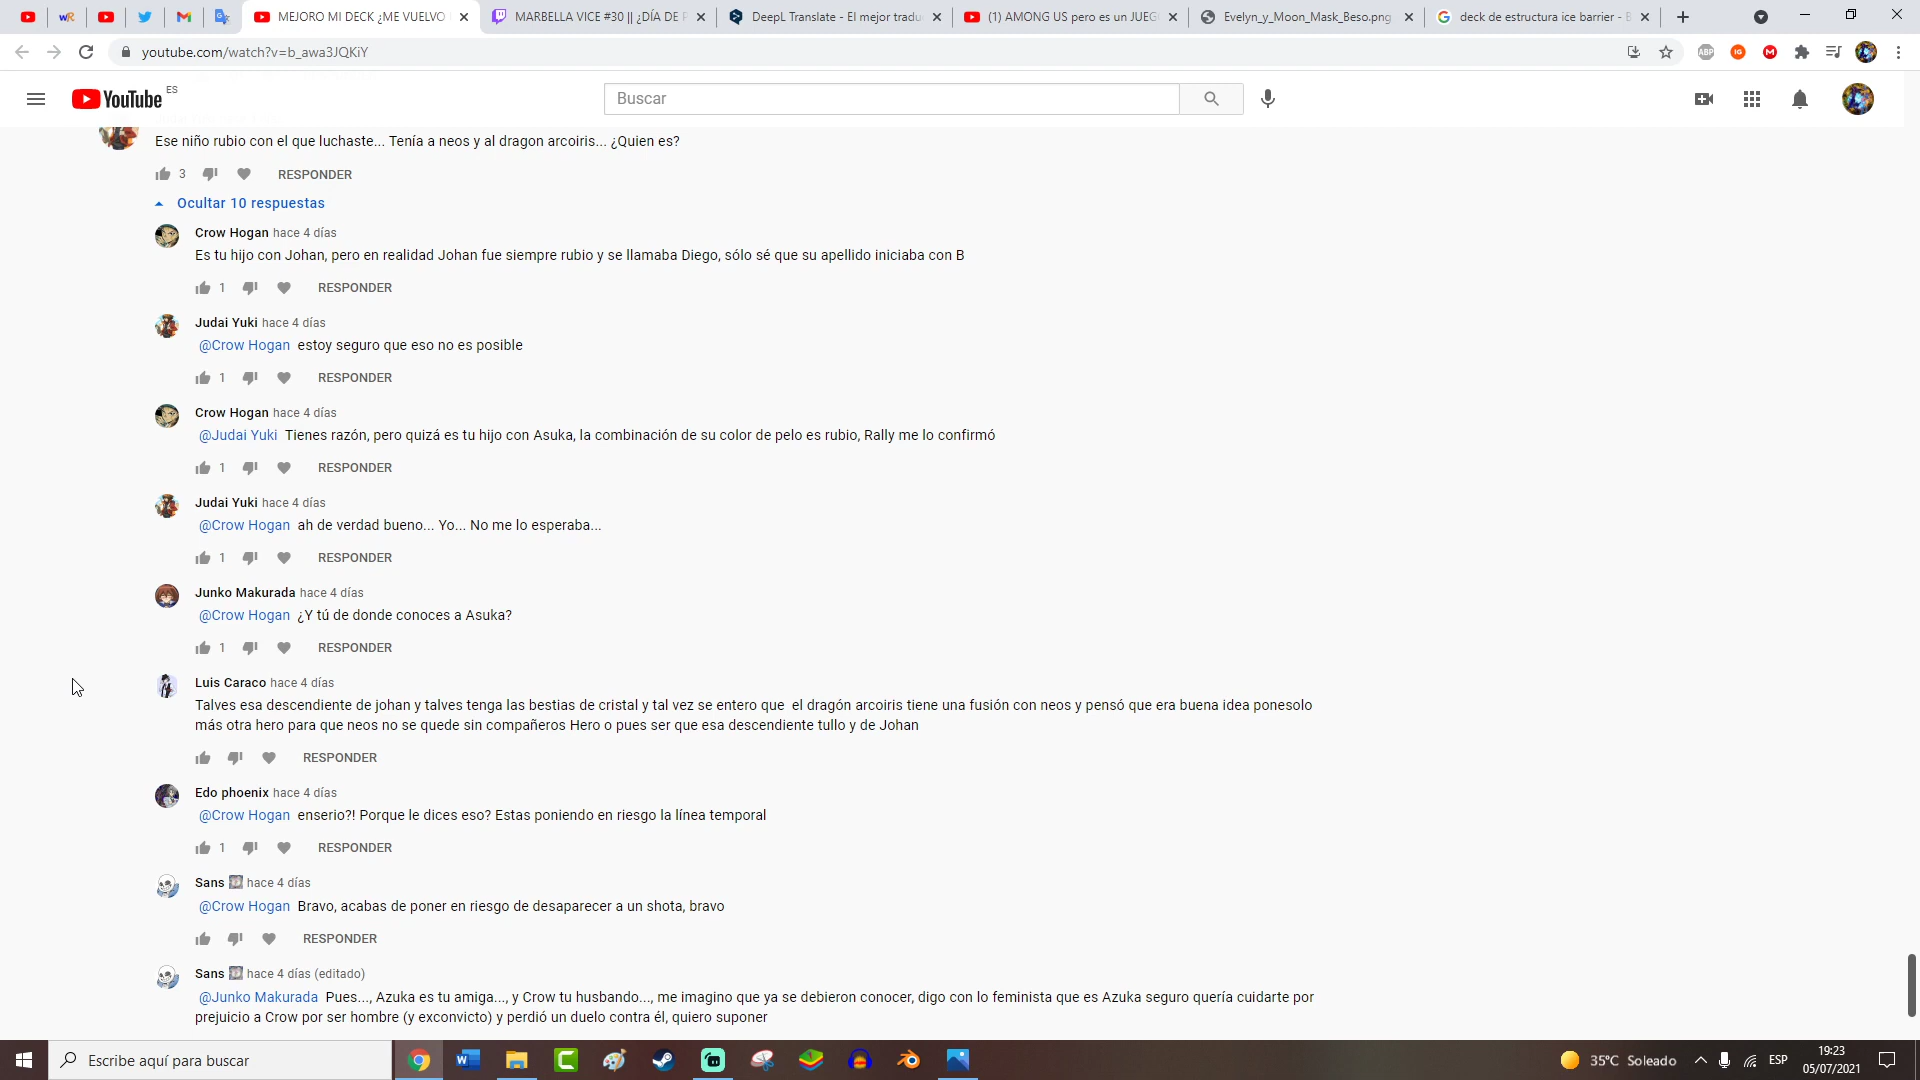 MEJORO MI DECK ¿ME VUELVO
MARBELLA VICE #30 || ¿DÍA DE P
DeepL Translate - El mejor tradu
(1) AMONG US pero es un JUEG
Evelyn_y_Moon_Mask_Beso.png
deck de estructura ice barrier - B
youtube.com/watch?v=b_awa3JQKiY
ABP
YouTube ES
Buscar
Ese niño rubio con el que luchaste... Tenía a neos y al dragon arcoiris... ¿Quien es?
3 RESPONDER
Ocultar 10 respuestas
Crow Hogan hace 4 días
Es tu hijo con Johan, pero en realidad Johan fue siempre rubio y se llamaba Diego, sólo sé que su apellido iniciaba con B
1 RESPONDER
Judai Yuki hace 4 días
@Crow Hogan estoy seguro que eso no es posible
1 RESPONDER
Crow Hogan hace 4 días
@Judai Yuki Tienes razón, pero quizá es tu hijo con Asuka, la combinación de su color de pelo es rubio, Rally me lo confirmó
1 RESPONDER
Judai Yuki hace 4 días
@Crow Hogan ah de verdad bueno... Yo... No me lo esperaba...
1 RESPONDER
Junko Makurada hace 4 días
@Crow Hogan ¿Y tú de donde conoces a Asuka?
1 RESPONDER
Luis Caraco hace 4 días
Talves esa descendiente de johan y talves tenga las bestias de cristal y tal vez se entero que el dragón arcoiris tiene una fusión con neos y pensó que era buena idea ponesolo
más otra hero para que neos no se quede sin compañeros Hero o pues ser que esa descendiente tullo y de Johan
RESPONDER
Edo phoenix hace 4 días
@Crow Hogan enserio?! Porque le dices eso? Estas poniendo en riesgo la línea temporal
1 RESPONDER
Sans hace 4 días
@Crow Hogan Bravo, acabas de poner en riesgo de desaparecer a un shota, bravo
RESPONDER
Sans hace 4 días (editado)
@Junko Makurada Pues..., Azuka es tu amiga..., y Crow tu husbando..., me imagino que ya se debieron conocer, digo con lo feminista que es Azuka seguro quería cuidarte por
prejuicio a Crow por ser hombre (y exconvicto) y perdió un duelo contra él, quiero suponer
Escribe aquí para buscar
35°C Soleado
ESP
19:23
05/07/2021